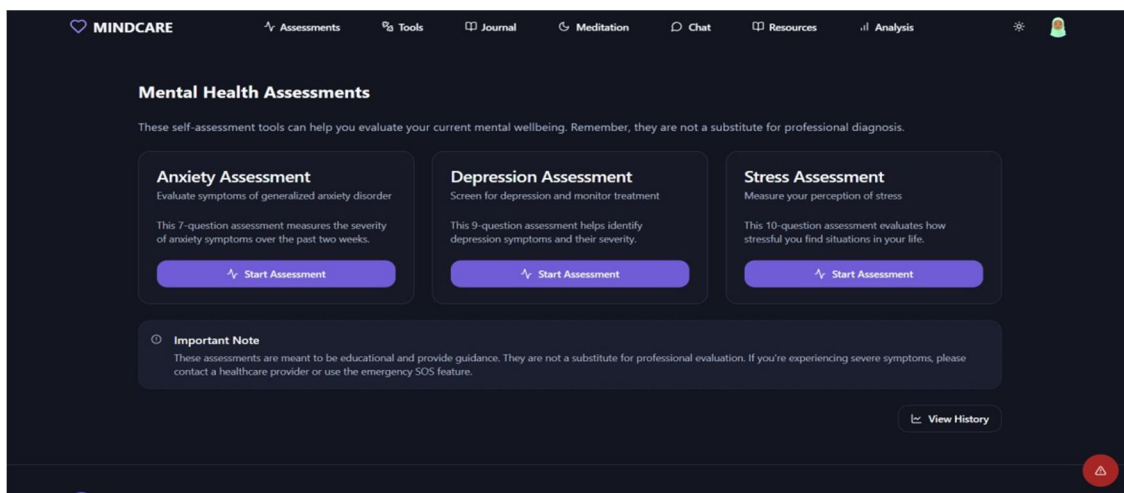 MINDCARE
Assessments
Tools
Journal
Meditation
Chat
Resources
Analysis
Mental Health Assessments
These self-assessment tools can help you evaluate your current mental wellbeing. Remember, they are not a substitute for professional diagnosis.
Anxiety Assessment
Evaluate symptoms of generalized anxiety disorder
This 7-question assessment measures the severity
of anxiety symptoms over the past two weeks.
Start Assessment
Depression Assessment
Screen for depression and monitor treatment
This 9-question assessment helps identify
depression symptoms and their severity.
Start Assessment
Stress Assessment
Measure your perception of stress
This 10-question assessment evaluates how
stressful you find situations in your life.
Start Assessment
Important Note
These assessments are meant to be educational and provide guidance. They are not a substitute for professional evaluation. If you're experiencing severe symptoms, please
contact a healthcare provider or use the emergency SOS feature.
View History